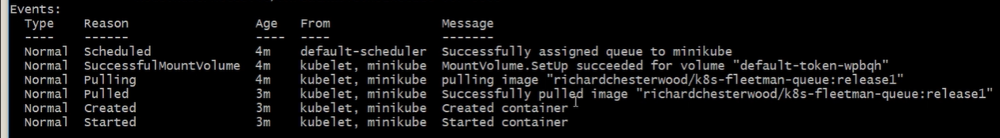 Events:
Type Reason Age From Message
---- ------ ---- ---- -------
Normal Scheduled 4m default-scheduler Successfully assigned queue to minikube
Normal SuccessfulMountVolume 4m kubelet, minikube MountVolume.SetUp succeeded for volume "default-token-wpbqh"
Normal Pulling 4m kubelet, minikube pulling image "richardchesterwood/k8s-fleetman-queue:release1"
Normal Pulled 3m kubelet, minikube Successfully pulled image "richardchesterwood/k8s-fleetman-queue:release1"
Normal Created 3m kubelet, minikube Created container
Normal Started 3m kubelet, minikube Started container